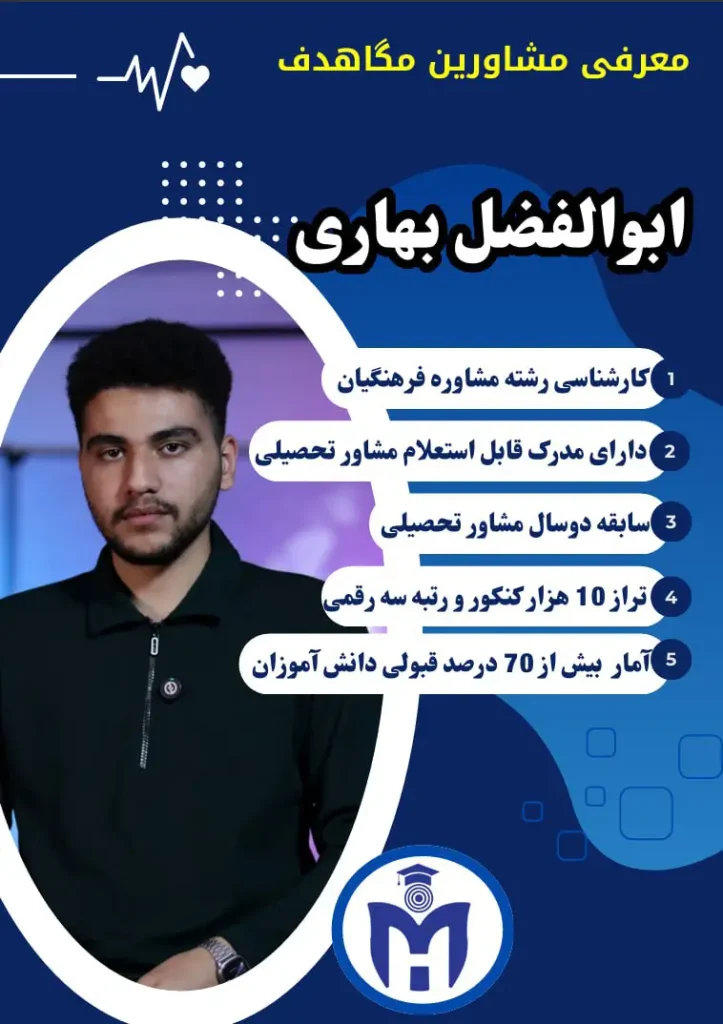 معرفی مشاورین مگاهدف
ابوالفضل بهاری
1 کارشناسی رشته مشاوره فرهنگیان
2 دارای مدرک قابل استعلام مشاور تحصیلی
3 سابقه دوسال مشاور تحصیلی
4 تراز 10 هزار کنکور و رتبه سه رقمی
5 آمار بیش از 70 درصد قبولی دانش آموزان
MH